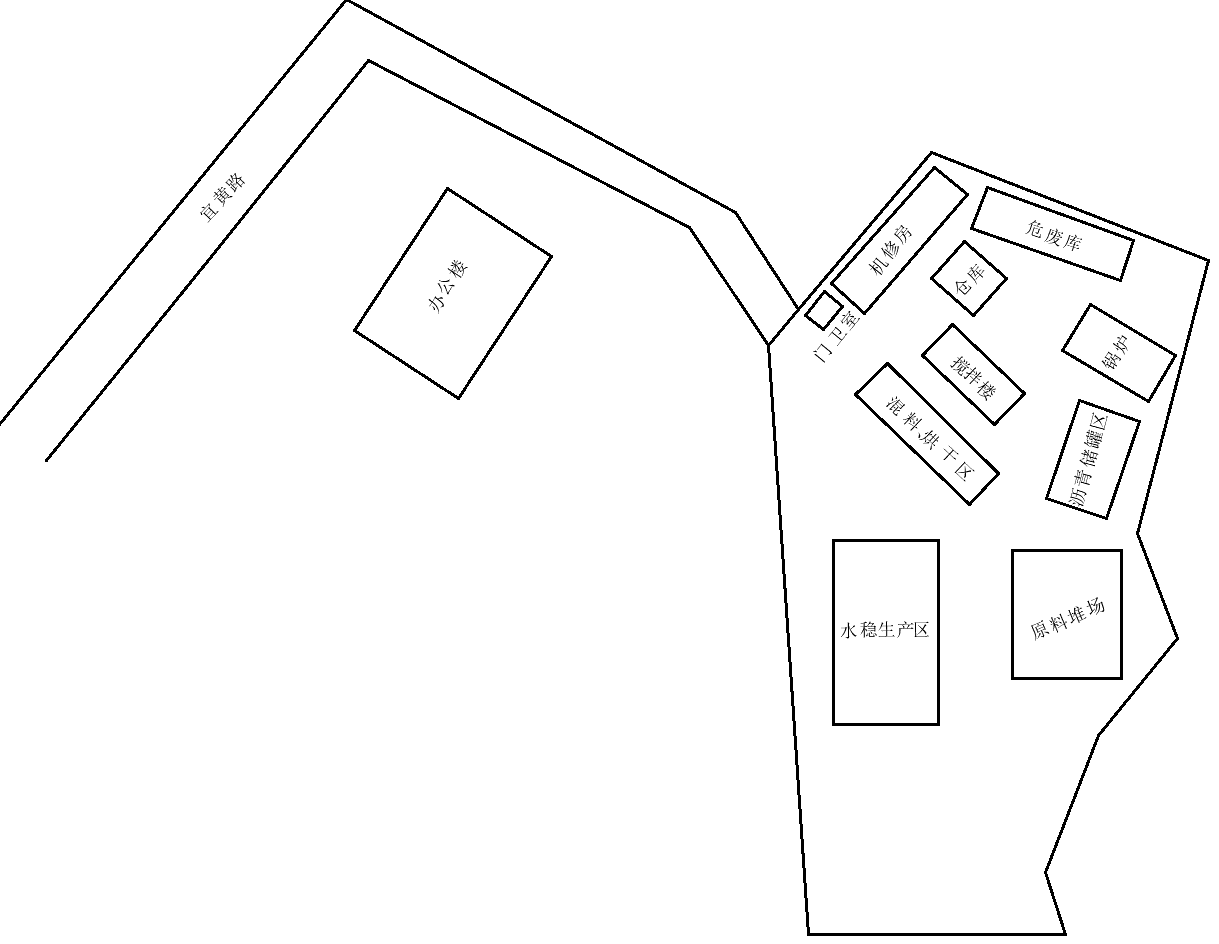 宜黄路
办公楼
机修房
危废库
仓库
门卫室
锅炉
搅拌楼
混料、烘干区
沥青储罐区
水稳生产区
原料堆场